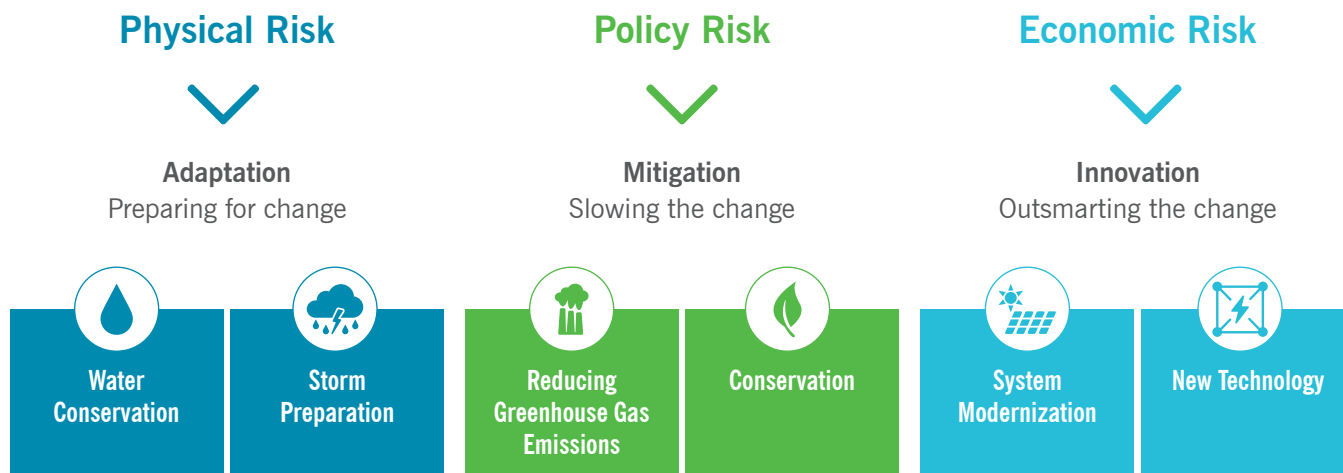 Physical Risk
Adaptation
Preparing for change
Water
Conservation
Storm
Preparation
Policy Risk
Mitigation
Slowing the change
Reducing
Greenhouse Gas
Emissions
Conservation
Economic Risk
Innovation
Outsmarting the change
System
Modernization
New Technology